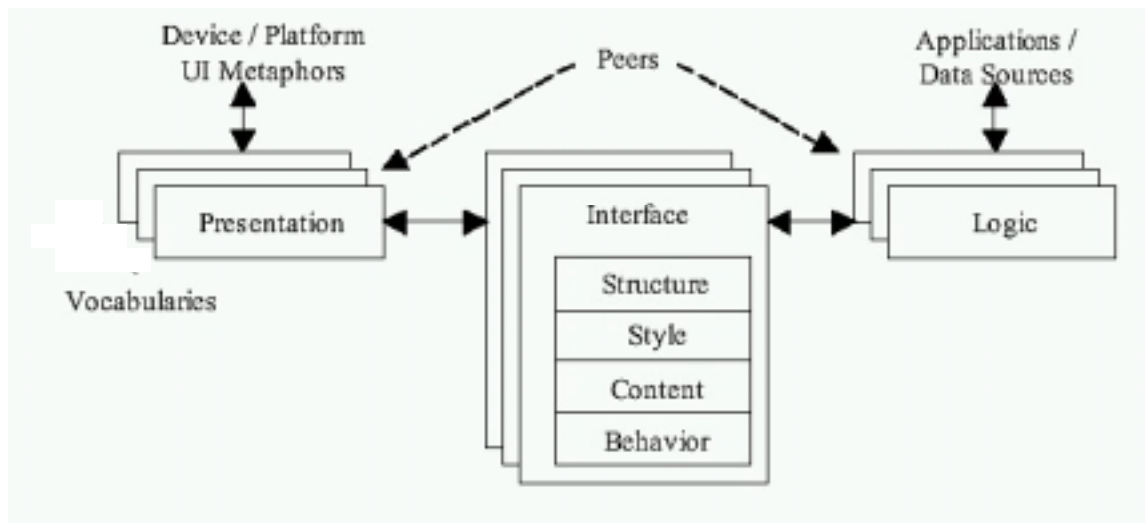 Device / Platform
UI Metaphors
Peers
Applications /
Data Sources
Presentation
Interface
Logic
Vocabularies
Structure
Style
Content
Behavior